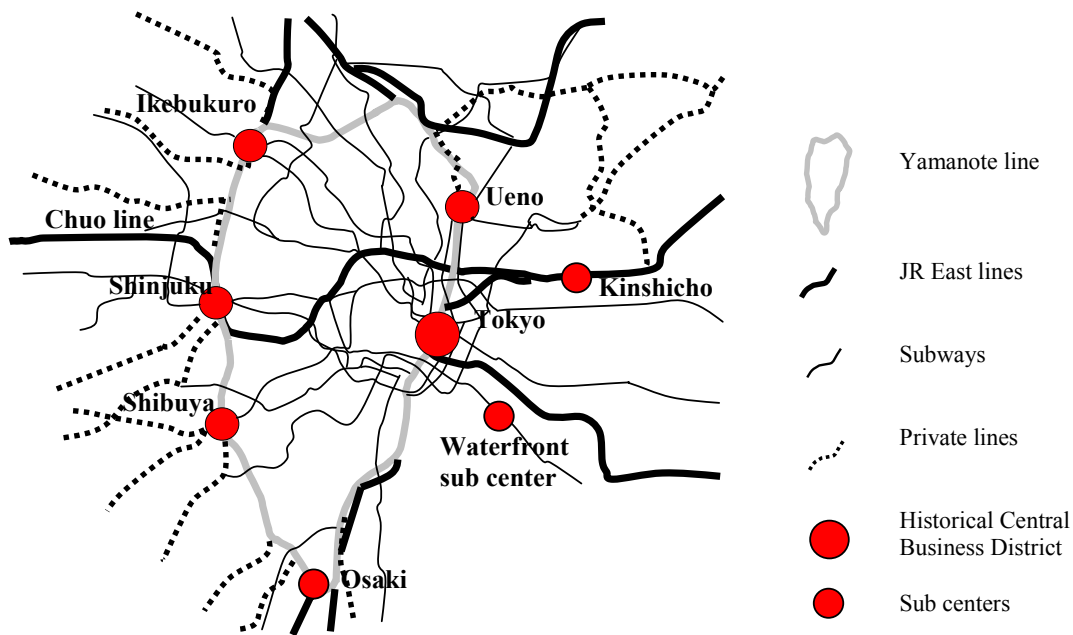 Ikebukuro
Ueno
Chuo line
Shinjuku
Kinshicho
Tokyo
Shibuya
Waterfront
sub center
Osaki
Yamanote line
JR East lines
Subways
Private lines
Historical Central
Business District
Sub centers